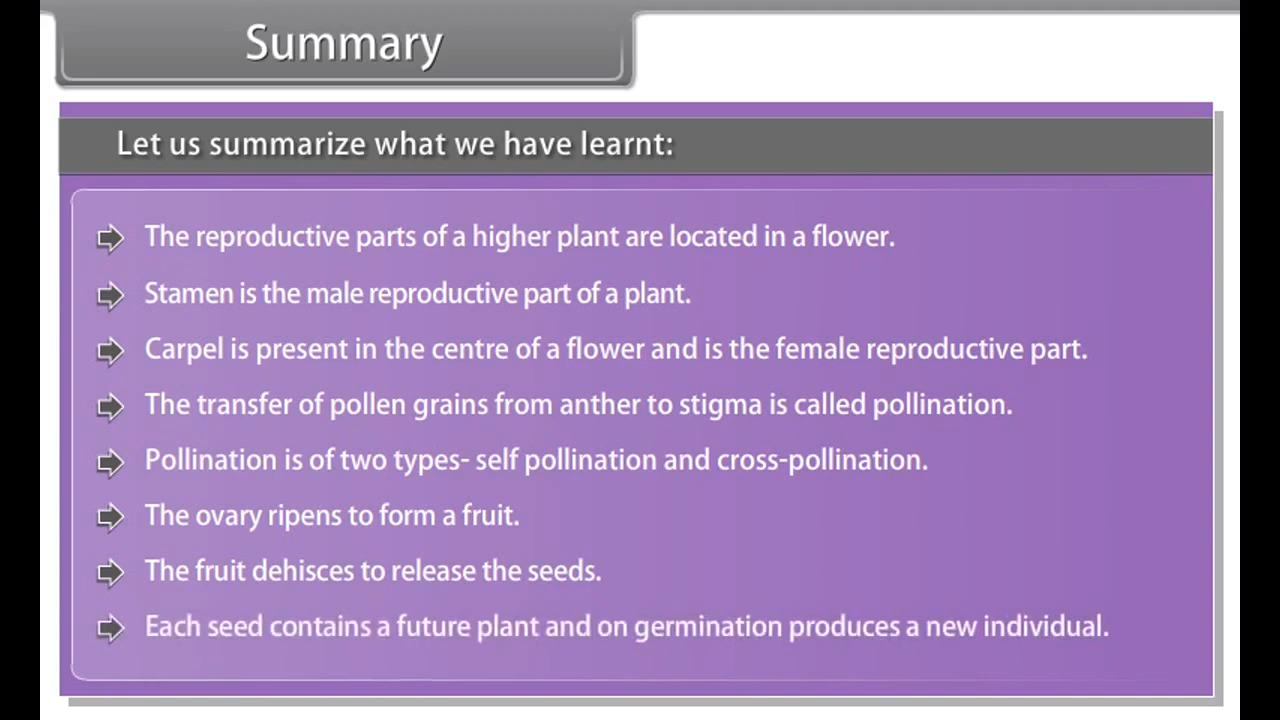 Summary
Let us summarize what we have learnt:
The reproductive parts of a higher plant are located in a flower.
Stamen is the male reproductive part of a plant.
Carpel is present in the centre of a flower and is the female reproductive part.
The transfer of pollen grains from anther to stigma is called pollination.
Pollination is of two types- self pollination and cross-pollination.
The ovary ripens to form a fruit.
The fruit dehisces to release the seeds.
Each seed contains a future plant and on germination produces a new individual.